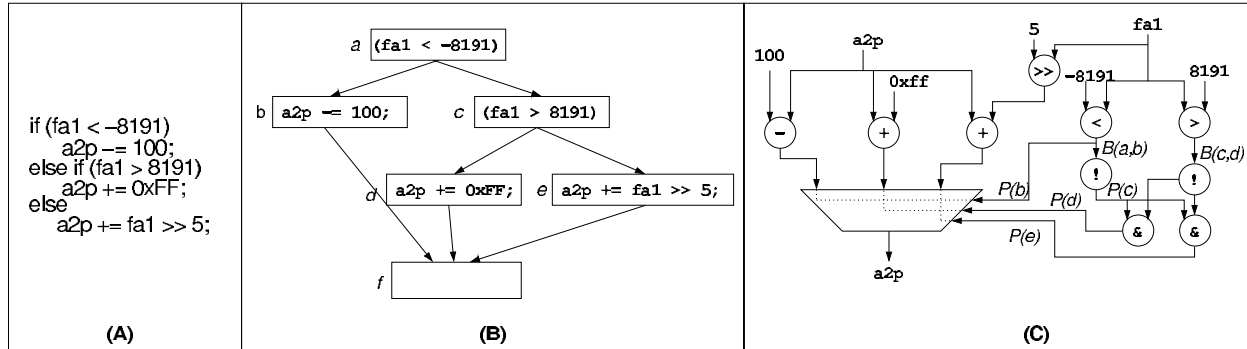 if (fa1 < −8191)
a2p −= 100;
else if (fa1 > 8191)
a2p += 0xFF;
else
a2p += fa1 >> 5;
(A)
a
(fa1 < −8191)
b
a2p −= 100;
c
(fa1 > 8191)
d
a2p += 0xFF;
e
a2p += fa1 >> 5;
f
(B)
5
fa1
a2p
100
>>
−8191
8191
0xff
−
+
+
<
>
B(a,b)
B(c,d)
!
!
P(b)
P(c)
P(d)
&
&
P(e)
a2p
(C)